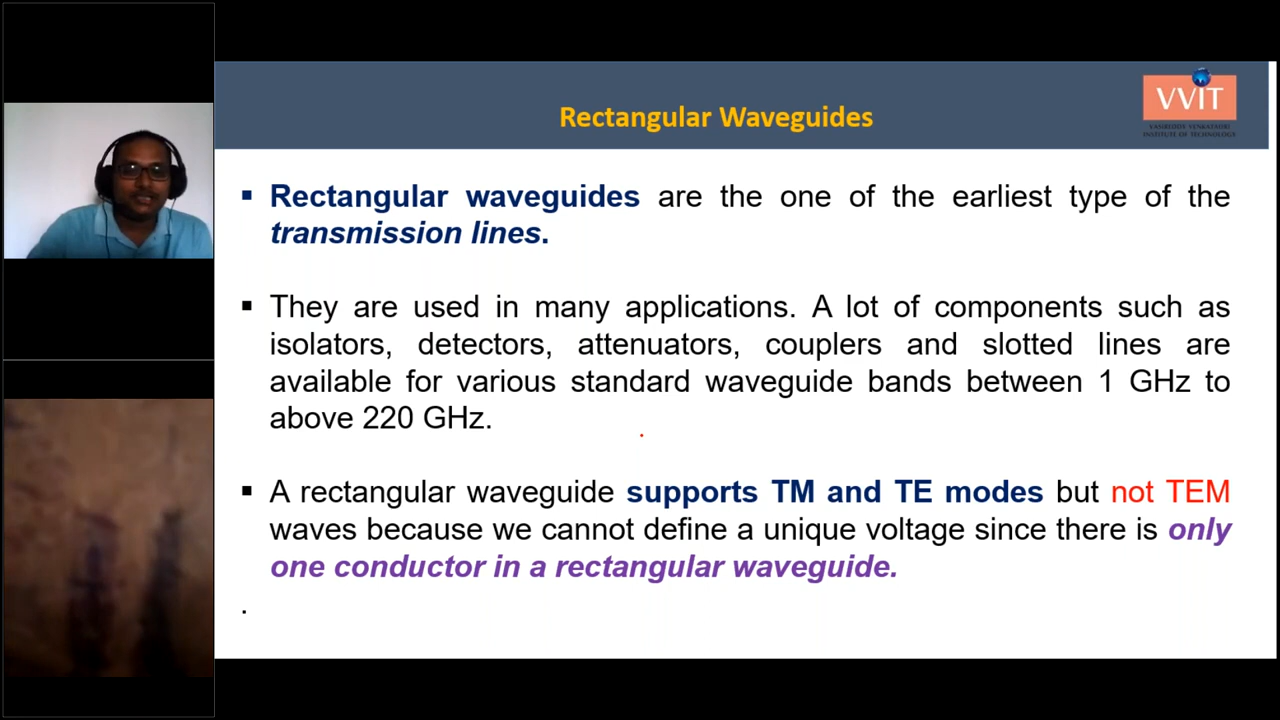 Rectangular Waveguides
VVIT
VASIREDDY VENKATADRI
INSTITUTE OF TECHNOLOGY
▪ Rectangular waveguides are the one of the earliest type of the
transmission lines.
▪ They are used in many applications. A lot of components such as
isolators, detectors, attenuators, couplers and slotted lines are
available for various standard waveguide bands between 1 GHz to
above 220 GHz.
▪ A rectangular waveguide supports TM and TE modes but not TEM
waves because we cannot define a unique voltage since there is only
one conductor in a rectangular waveguide.
.